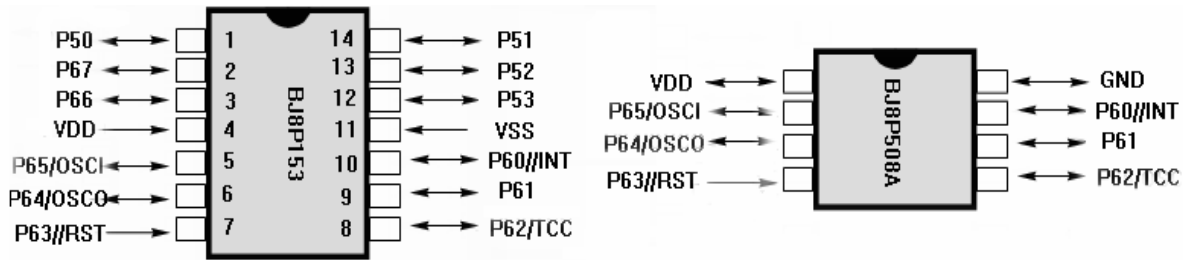 P50 1 14 P51
P67 2 13 P52
P66 3 12 P53
VDD 4 11 VSS
P65/OSCI 5 10 P60//INT
P64/OSCO 6 9 P61
P63//RST 7 8 P62/TCC
BJ8P153
VDD GND
P65/OSCI P60//INT
P64/OSCO P61
P63//RST P62/TCC
BJ8P508A